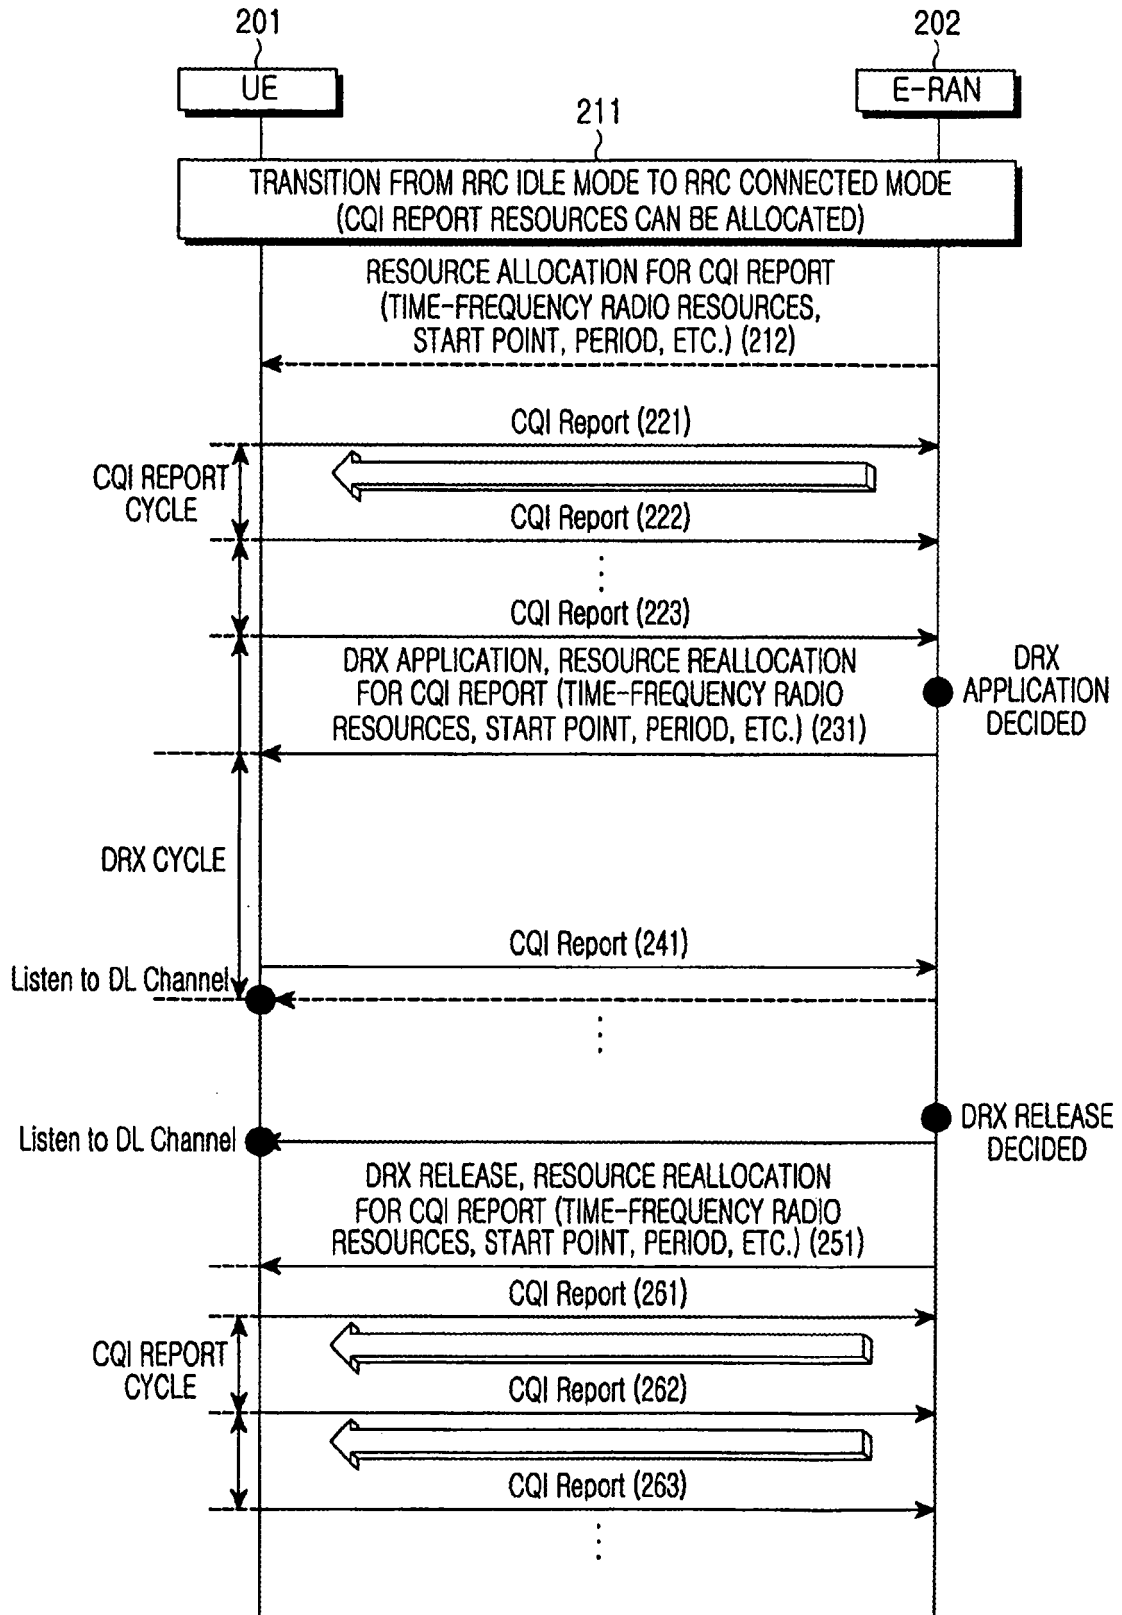 201
202
UE
E-RAN
211
TRANSITION FROM RRC IDLE MODE TO RRC CONNECTED MODE
(CQI REPORT RESOURCES CAN BE ALLOCATED)
RESOURCE ALLOCATION FOR CQI REPORT
(TIME-FREQUENCY RADIO RESOURCES,
START POINT, PERIOD, ETC.) (212)
CQI Report (221)
CQI REPORT
CYCLE
CQI Report (222)
CQI Report (223)
DRX APPLICATION, RESOURCE REALLOCATION
FOR CQI REPORT (TIME-FREQUENCY RADIO
RESOURCES, START POINT, PERIOD, ETC.) (231)
DRX
APPLICATION
DECIDED
DRX CYCLE
CQI Report (241)
Listen to DL Channel
DRX RELEASE
DECIDED
Listen to DL Channel
DRX RELEASE, RESOURCE REALLOCATION
FOR CQI REPORT (TIME-FREQUENCY RADIO
RESOURCES, START POINT, PERIOD, ETC.) (251)
CQI Report (261)
CQI REPORT
CYCLE
CQI Report (262)
CQI Report (263)